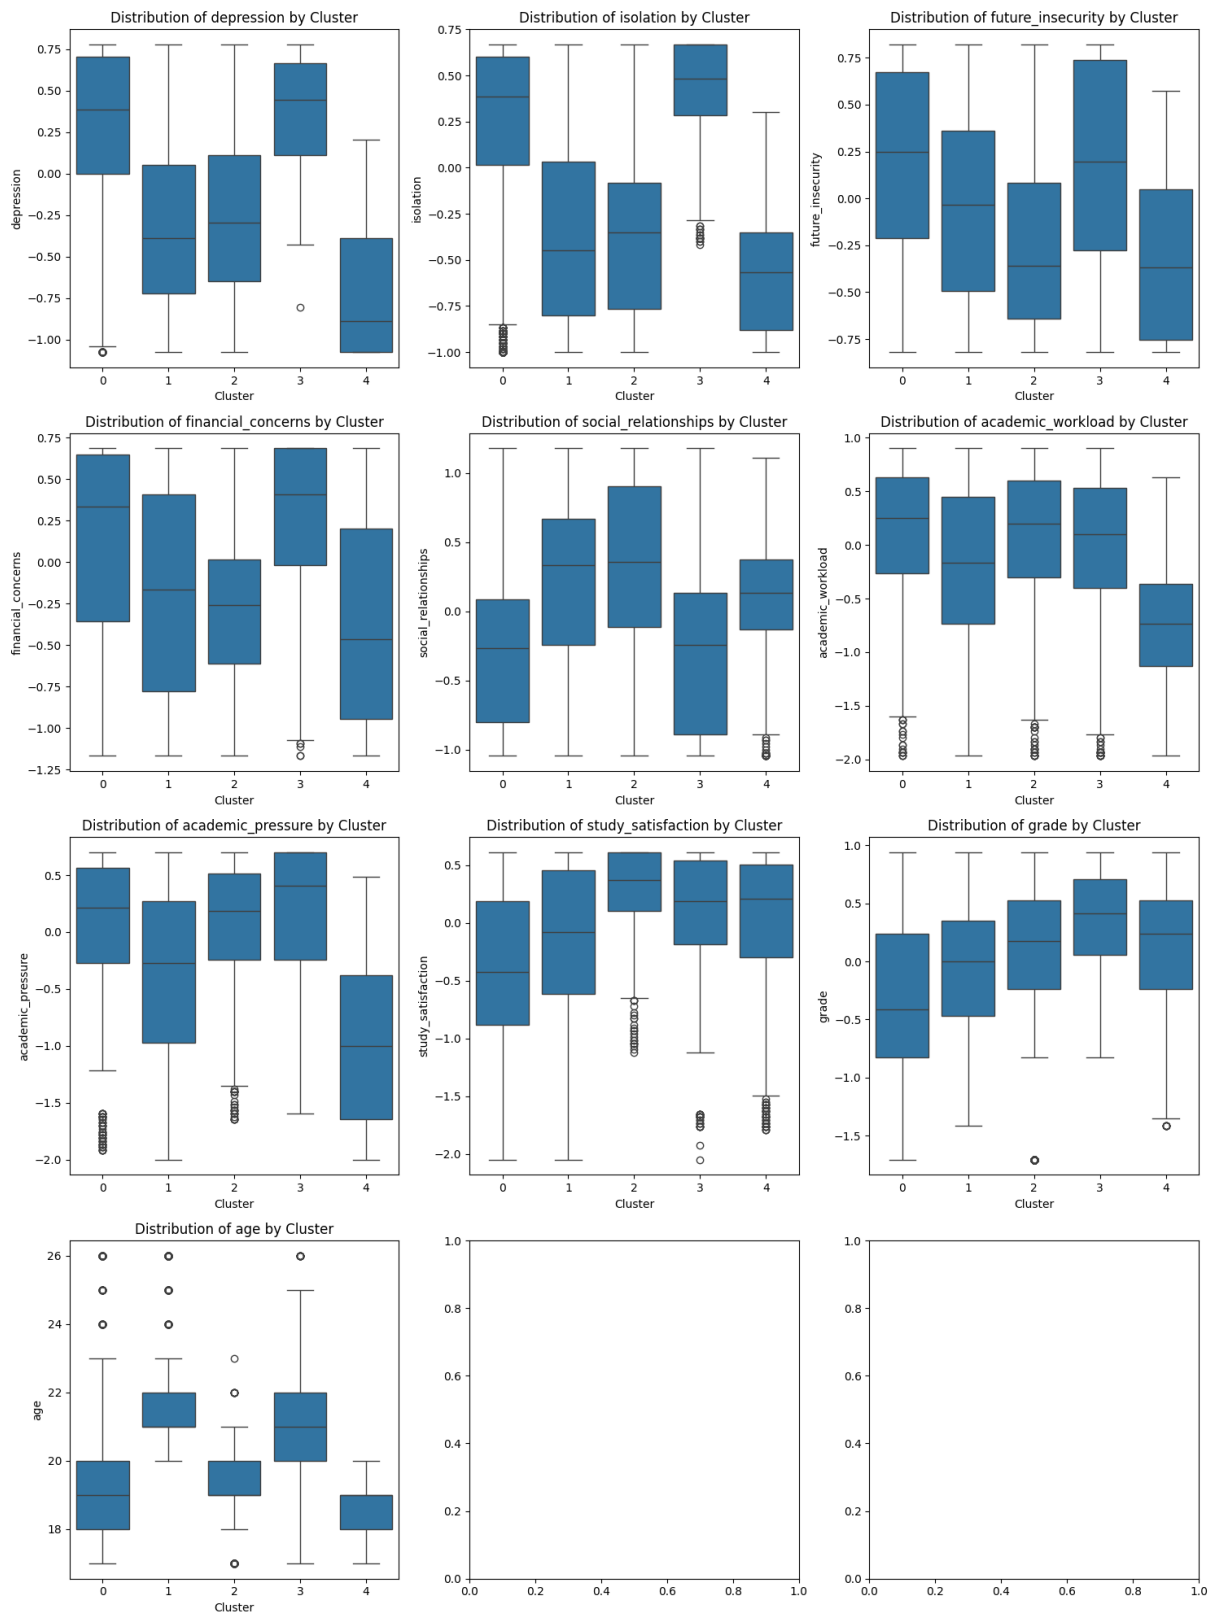 Distribution of depression by Cluster
0.75
0.50
0.25
0.00
−0.25
−0.50
−0.75
−1.00
depression
0 1 2 3 4
Cluster
Distribution of isolation by Cluster
0.75
0.50
0.25
0.00
−0.25
−0.50
−0.75
−1.00
isolation
0 1 2 3 4
Cluster
Distribution of future_insecurity by Cluster
0.75
0.50
0.25
0.00
−0.25
−0.50
−0.75
future_insecurity
0 1 2 3 4
Cluster
Distribution of financial_concerns by Cluster
0.75
0.50
0.25
0.00
−0.25
−0.50
−0.75
−1.00
−1.25
financial_concerns
0 1 2 3 4
Cluster
Distribution of social_relationships by Cluster
1.0
0.5
0.0
−0.5
−1.0
social_relationships
0 1 2 3 4
Cluster
Distribution of academic_workload by Cluster
1.0
0.5
0.0
−0.5
−1.0
−1.5
−2.0
academic_workload
0 1 2 3 4
Cluster
Distribution of academic_pressure by Cluster
0.5
0.0
−0.5
−1.0
−1.5
−2.0
academic_pressure
0 1 2 3 4
Cluster
Distribution of study_satisfaction by Cluster
0.5
0.0
−0.5
−1.0
−1.5
−2.0
study_satisfaction
0 1 2 3 4
Cluster
Distribution of grade by Cluster
1.0
0.5
0.0
−0.5
−1.0
−1.5
grade
0 1 2 3 4
Cluster
Distribution of age by Cluster
26
24
22
20
18
age
0 1 2 3 4
Cluster
1.0
0.8
0.6
0.4
0.2
0.0
0.0 0.2 0.4 0.6 0.8 1.0
1.0
0.8
0.6
0.4
0.2
0.0
0.0 0.2 0.4 0.6 0.8 1.0